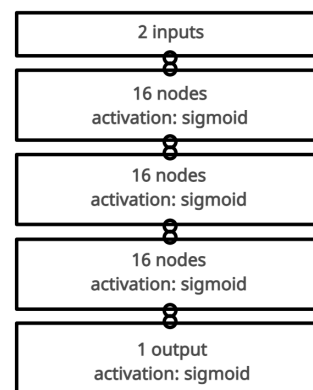 2 inputs
16 nodes
activation: sigmoid
16 nodes
activation: sigmoid
16 nodes
activation: sigmoid
1 output
activation: sigmoid